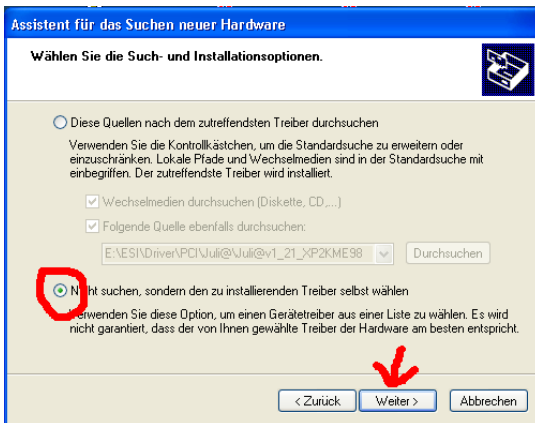 Assistent für das Suchen neuer Hardware
Wählen Sie die Such- und Installationsoptionen.
Diese Quellen nach dem zutreffendsten Treiber durchsuchen
Verwenden Sie die Kontrollkästchen, um die Standardsuche zu erweitern oder
einzuschränken. Lokale Pfade und Wechselmedien sind in der Standardsuche mit
einbegriffen. Der zutreffendste Treiber wird installiert.
Wechselmedien durchsuchen (Diskette, CD,...)
Folgende Quelle ebenfalls durchsuchen:
E:\ESI\Driver\PCI\Juli@\Juli@v1_21_XP2KME98
Durchsuchen
Nicht suchen, sondern den zu installierenden Treiber selbst wählen
Verwenden Sie diese Option, um einen Gerätetreiber aus einer Liste zu wählen. Es wird
nicht garantiert, dass der von Ihnen gewählte Treiber der Hardware am besten entspricht.
< Zurück
Weiter >
Abbrechen